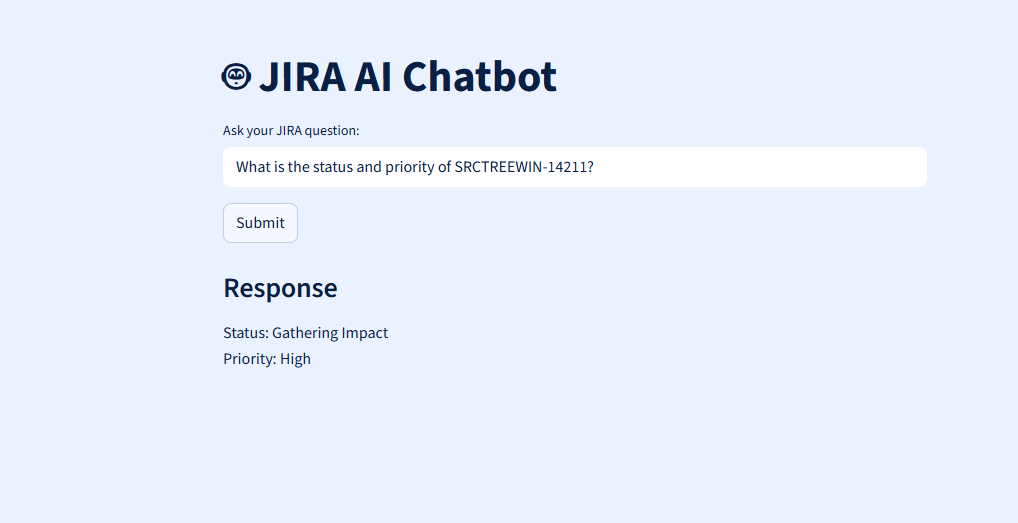 JIRA AI Chatbot
Ask your JIRA question:
What is the status and priority of SRCTREEWIN-14211?
Submit
Response
Status: Gathering Impact
Priority: High